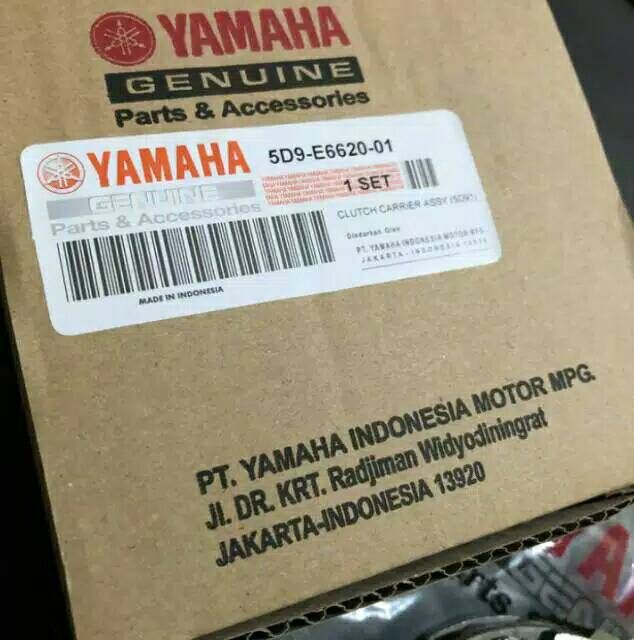 YAMAHA
GENUINE
Parts & Accessories
YAMAHA
GENUINE
Parts & Accessories
5D9-E6620-01
1 SET
CLUTCH CARRIER ASSY (5D97)
Diedarkan Oleh:
PT. YAMAHA INDONESIA MOTOR MFG.
JAKARTA - INDONESIA
MADE IN INDONESIA
PT. YAMAHA INDONESIA MOTOR MPG.
Jl. DR. KRT. Radjiman Widyodiningrat
JAKARTA-INDONESIA 13920
Parts